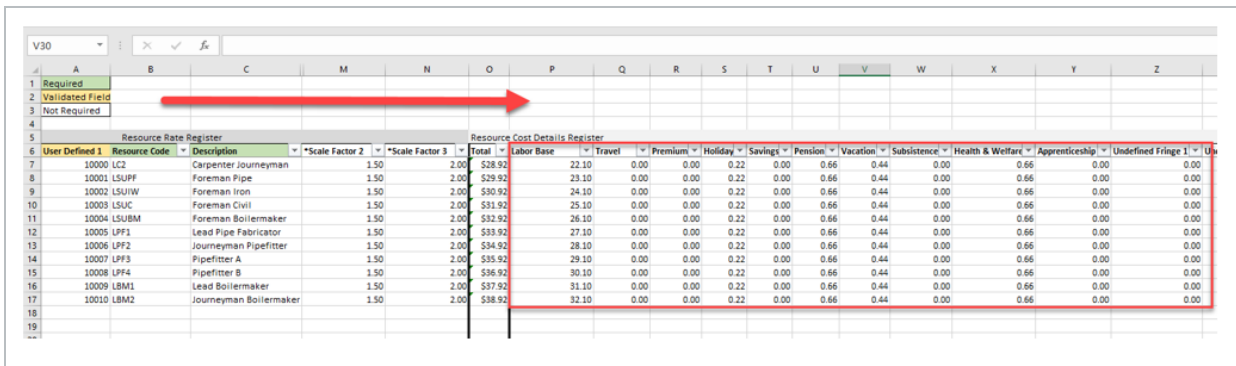 V30 fx
A B C M N O P Q R S T U V W X Y Z
1 Required
2 Validated Field
3 Not Required
4
5 Resource Rate Register Resource Cost Details Register
6 User Defined 1 Resource Code Description *Scale Factor 2 *Scale Factor 3 Total Labor Base Travel Premium Holiday Savings Pension Vacation Subsistence Health & Welfare Apprenticeship Undefined Fringe 1
7 10000 LC2 Carpenter Journeyman 1.50 2.00 $28.92 22.10 0.00 0.00 0.22 0.00 0.66 0.44 0.00 0.66 0.00 0.00
8 10001 LSUPF Foreman Pipe 1.50 2.00 $29.92 23.10 0.00 0.00 0.22 0.00 0.66 0.44 0.00 0.66 0.00 0.00
9 10002 LSUIW Foreman Iron 1.50 2.00 $30.92 24.10 0.00 0.00 0.22 0.00 0.66 0.44 0.00 0.66 0.00 0.00
10 10003 LSUC Foreman Civil 1.50 2.00 $31.92 25.10 0.00 0.00 0.22 0.00 0.66 0.44 0.00 0.66 0.00 0.00
11 10004 LSUBM Foreman Boilermaker 1.50 2.00 $32.92 26.10 0.00 0.00 0.22 0.00 0.66 0.44 0.00 0.66 0.00 0.00
12 10005 LPF1 Lead Pipe Fabricator 1.50 2.00 $33.92 27.10 0.00 0.00 0.22 0.00 0.66 0.44 0.00 0.66 0.00 0.00
13 10006 LPF2 Journeyman Pipefitter 1.50 2.00 $34.92 28.10 0.00 0.00 0.22 0.00 0.66 0.44 0.00 0.66 0.00 0.00
14 10007 LPF3 Pipefitter A 1.50 2.00 $35.92 29.10 0.00 0.00 0.22 0.00 0.66 0.44 0.00 0.66 0.00 0.00
15 10008 LPF4 Pipefitter B 1.50 2.00 $36.92 30.10 0.00 0.00 0.22 0.00 0.66 0.44 0.00 0.66 0.00 0.00
16 10009 LBM1 Lead Boilermaker 1.50 2.00 $37.92 31.10 0.00 0.00 0.22 0.00 0.66 0.44 0.00 0.66 0.00 0.00
17 10010 LBM2 Journeyman Boilermaker 1.50 2.00 $38.92 32.10 0.00 0.00 0.22 0.00 0.66 0.44 0.00 0.66 0.00 0.00
18
19